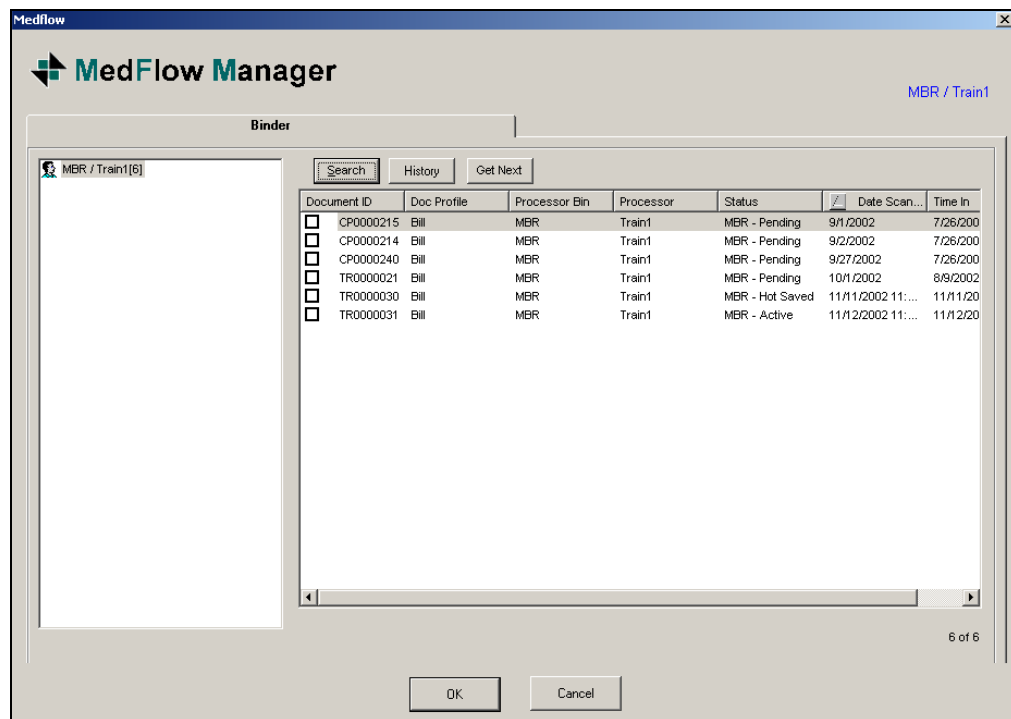 Medflow
MedFlow Manager
MBR / Train1
Binder
MBR / Train1[6]
Search History Get Next
Document ID Doc Profile Processor Bin Processor Status Date Scan... Time In
CP0000215 Bill MBR Train1 MBR - Pending 9/1/2002 7/26/200
CP0000214 Bill MBR Train1 MBR - Pending 9/2/2002 7/26/200
CP0000240 Bill MBR Train1 MBR - Pending 9/27/2002 7/26/200
TR0000021 Bill MBR Train1 MBR - Pending 10/1/2002 8/9/2002
TR0000030 Bill MBR Train1 MBR - Hot Saved 11/11/2002 11:... 11/11/20
TR0000031 Bill MBR Train1 MBR - Active 11/12/2002 11:... 11/12/20
6 of 6
OK Cancel